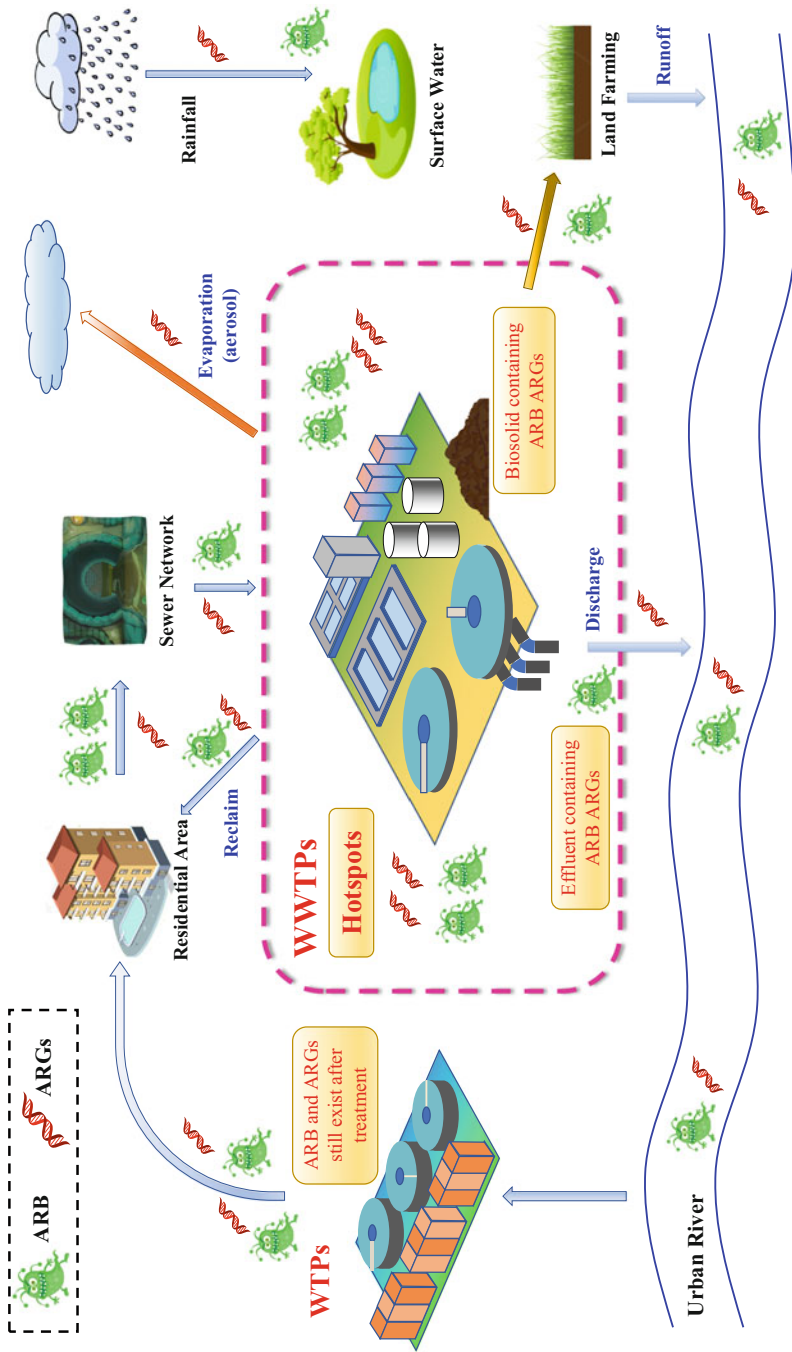 ARB
ARGs
Residential Area
Sewer Network
Reclaim
Evaporation
(aerosol)
Rainfall
Surface Water
WTPs
ARB and ARGs
still exist after
treatment
WWTPs
Hotspots
Biosolid containing
ARB ARGs
Effluent containing
ARB ARGs
Discharge
Land Farming
Runoff
Urban River